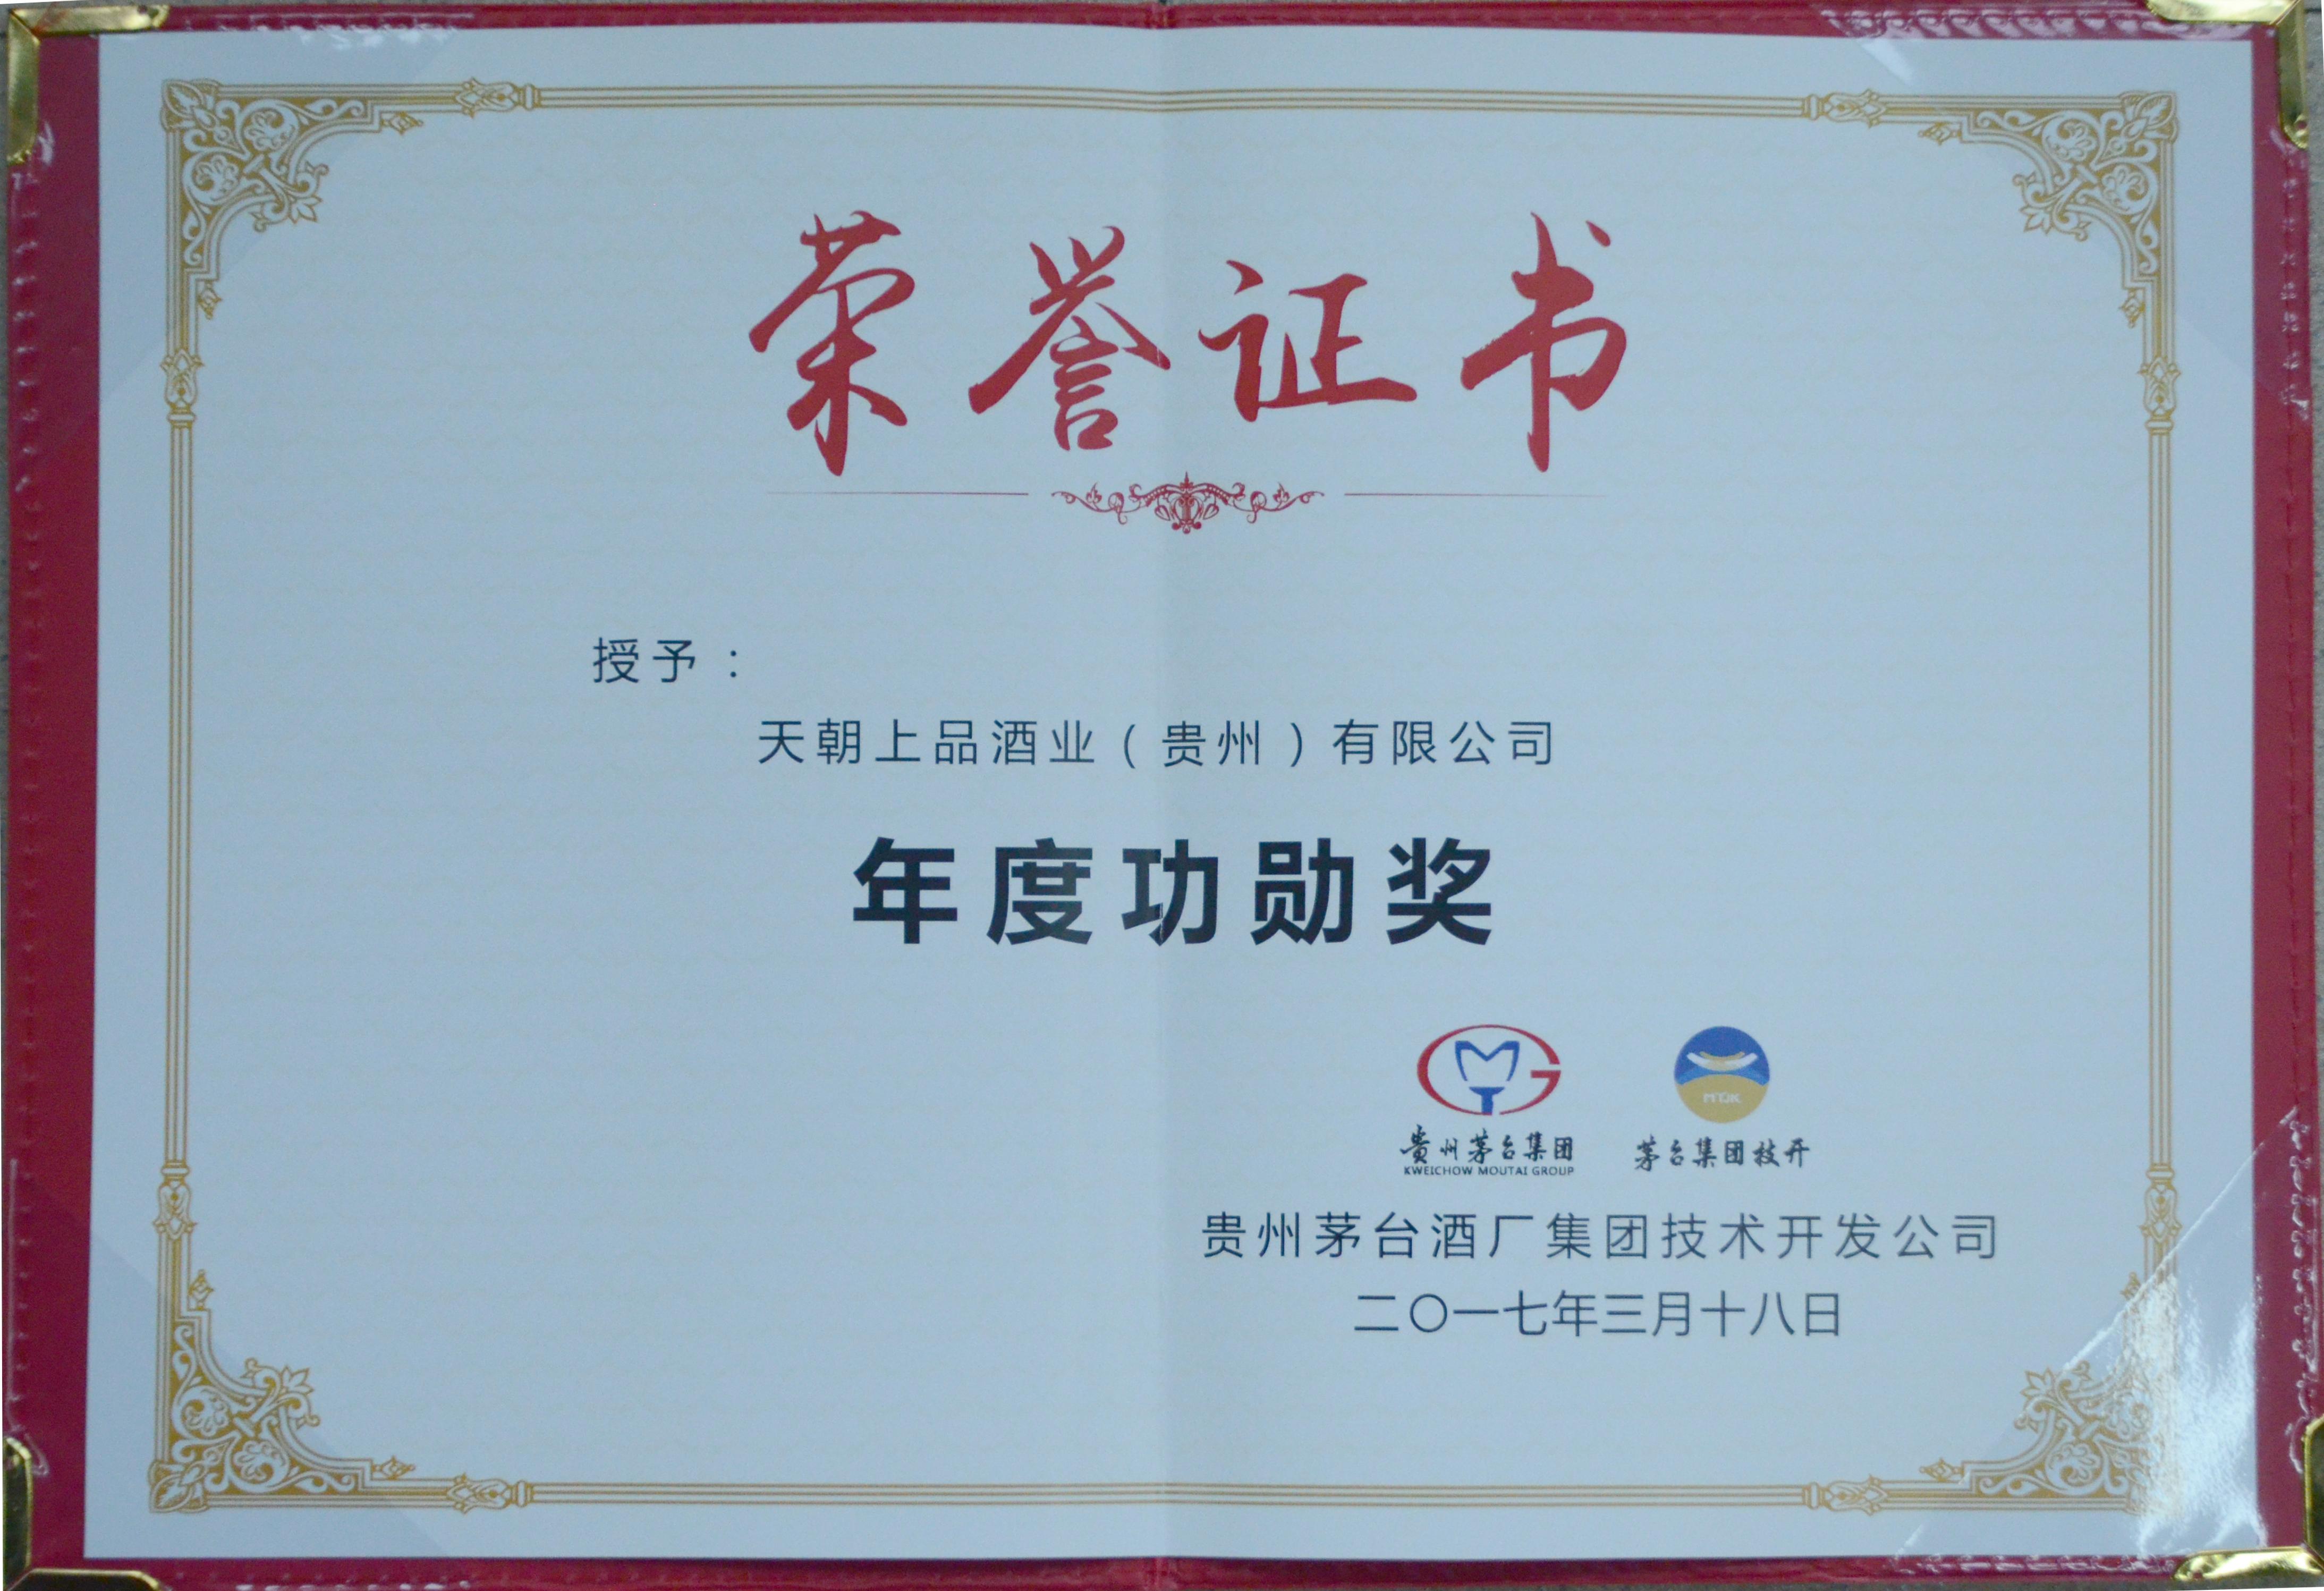 荣誉证书
授予：
天朝上品酒业（贵州）有限公司
年度功勋奖
MTJK
贵州茅台集团
KWEICHOW MOUTAI GROUP
茅台集团技开
贵州茅台酒厂集团技术开发公司
二〇一七年三月十八日